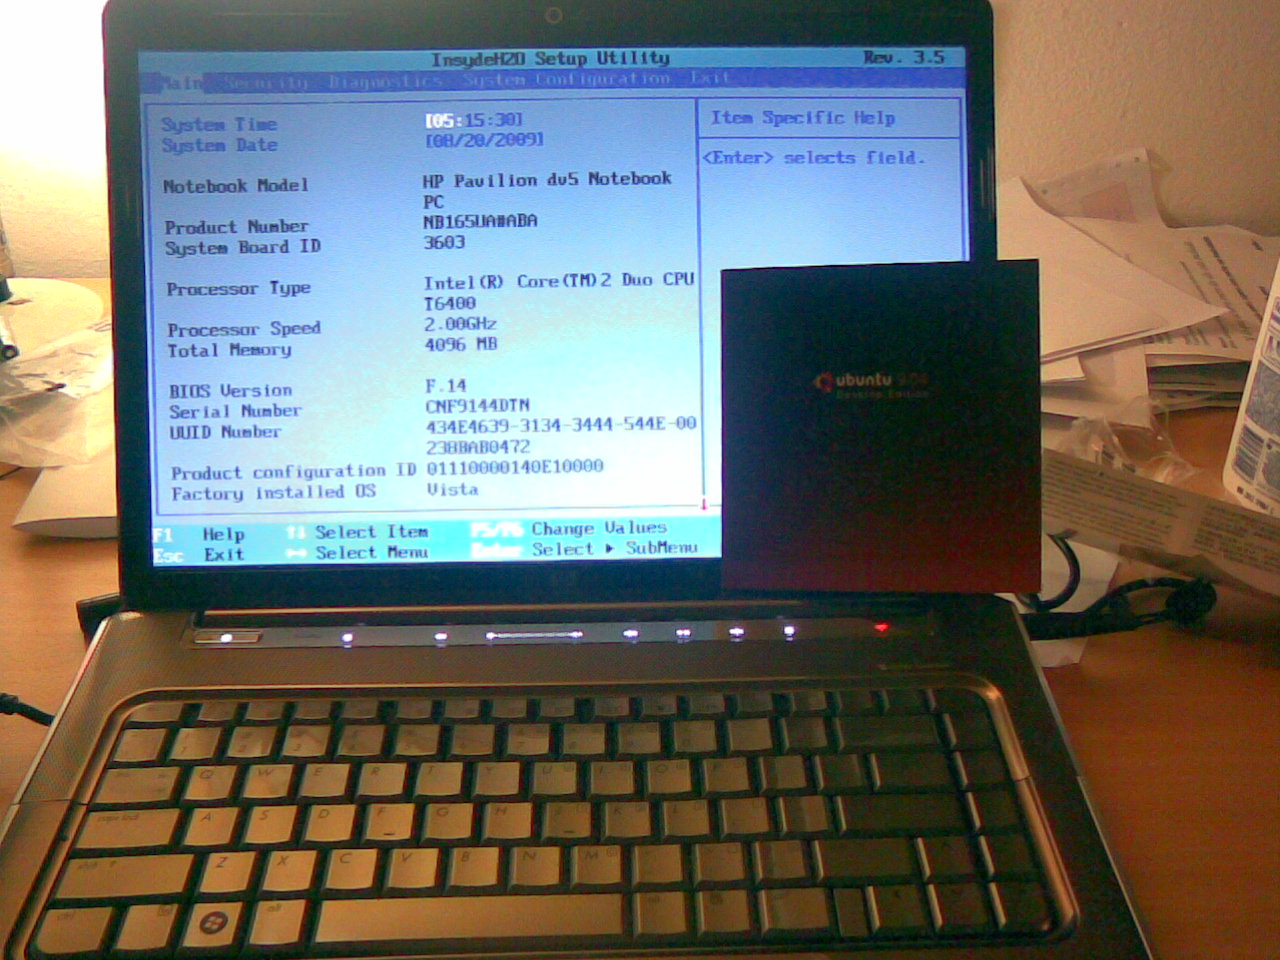 InsydeH2O Setup Utility Rev. 3.5
Main Security Diagnostics System Configuration Exit
System Time [05:15:30]
System Date [08/20/2009]
Item Specific Help
<Enter> selects field.
Notebook Model HP Pavilion dv5 Notebook
PC
Product Number NB165UA#ABA
System Board ID 3603
Processor Type Intel(R) Core(TM)2 Duo CPU
T6400
Processor Speed 2.00GHz
Total Memory 4096 MB
BIOS Version F.14
Serial Number CNF9144DTN
UUID Number 434E4639-3134-3444-544E-00
238BAB0472
Product configuration ID 01110000140E10000
Factory installed OS Vista
F1 Help ↑↓ Select Item F5/F6 Change Values
Esc Exit ←→ Select Menu Enter Select ▶ SubMenu
ubuntu 9.04
Desktop Edition
Q W E R T Y U I O P
A S D F G H J K L
Z X C V B N M